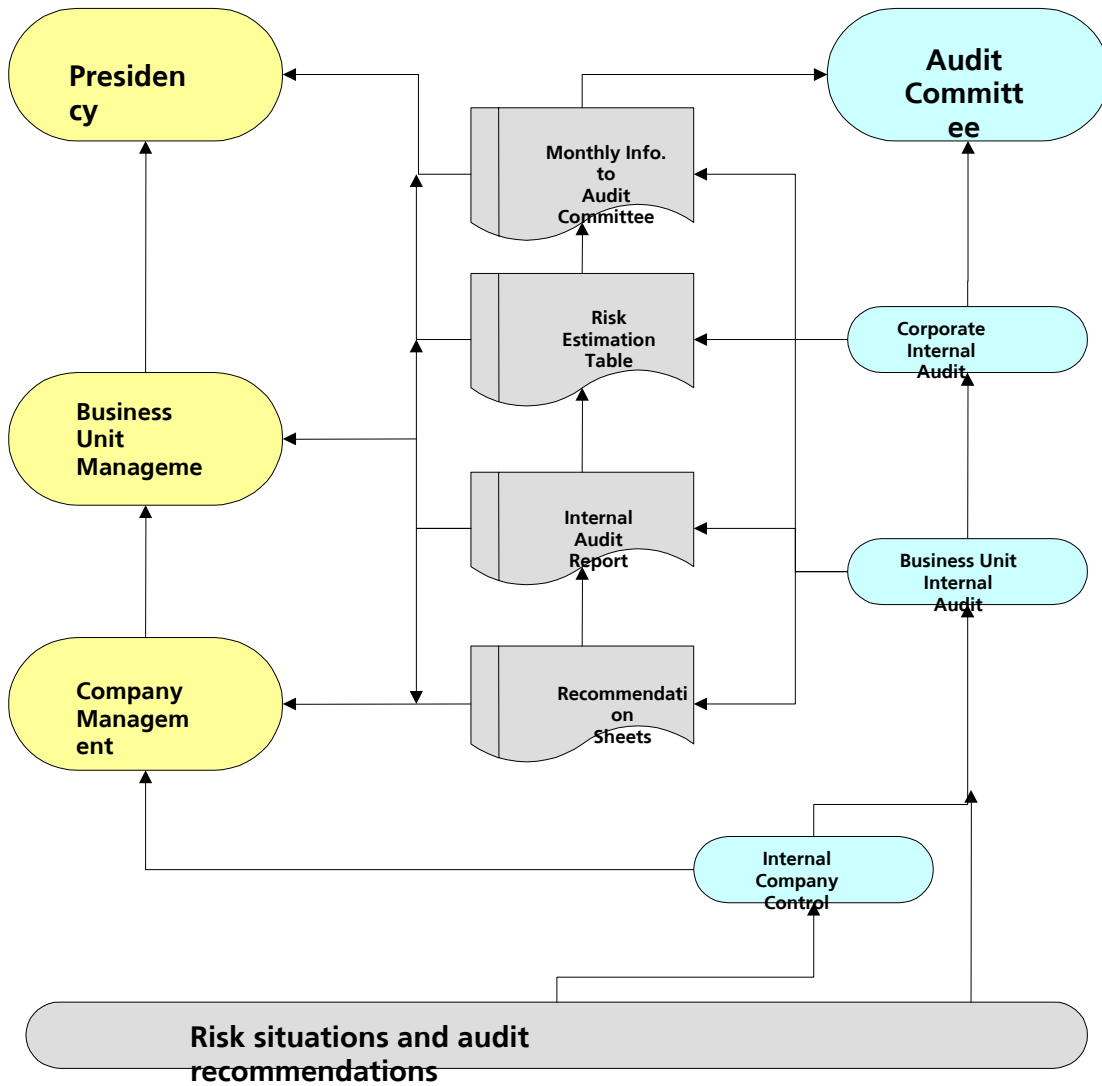 Presiden
cy
Audit
Committ
ee
Monthly Info.
to
Audit
Committee
Risk
Estimation
Table
Corporate
Internal
Audit
Business
Unit
Manageme
Internal
Audit
Report
Business Unit
Internal
Audit
Company
Managem
ent
Recommendati
on
Sheets
Internal
Company
Control
Risk situations and audit
recommendations